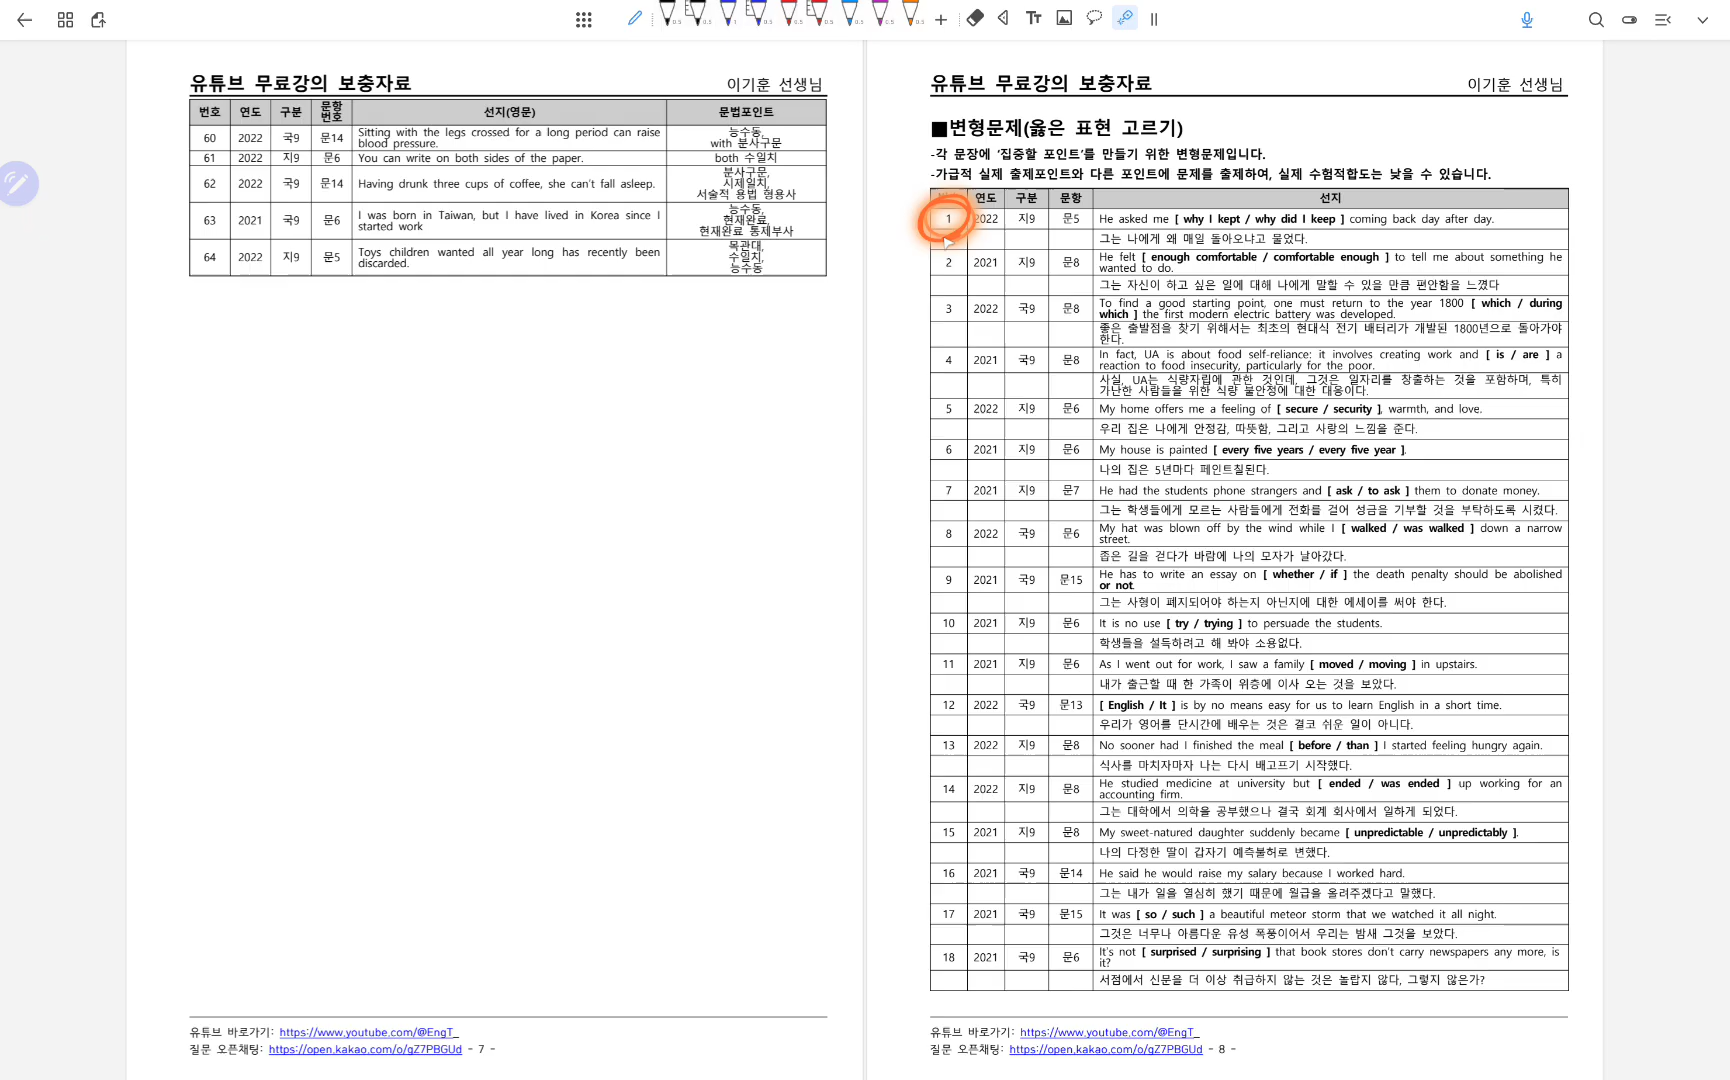 0.5 0.5 1 0.5 0.5 0.5 0.5 0.5 0.5
유튜브 무료강의 보충자료 이기훈 선생님
번호 연도 구분 문항번호 선지(영문) 문법포인트
60 2022 국9 문14 Sitting with the legs crossed for a long period can raise blood pressure. 능수동, with 분사구문
61 2022 지9 문6 You can write on both sides of the paper. both 수일치
62 2022 국9 문14 Having drunk three cups of coffee, she can't fall asleep. 분사구문, 시제일치, 서술적 용법 형용사
63 2021 국9 문6 I was born in Taiwan, but I have lived in Korea since I started work 능수동, 현재완료, 현재완료 통제부사
64 2022 지9 문5 Toys children wanted all year long has recently been discarded. 목관대, 수일치, 능수동
유튜브 바로가기: https://www.youtube.com/@EngT_
질문 오픈채팅: https://open.kakao.com/o/gZ7PBGUd - 7 -
유튜브 무료강의 보충자료 이기훈 선생님
■변형문제(옳은 표현 고르기)
-각 문장에 '집중할 포인트'를 만들기 위한 변형문제입니다.
-가급적 실제 출제포인트와 다른 포인트에 문제를 출제하여, 실제 수험적합도는 낮을 수 있습니다.
연도 구분 문항 선지
1 2022 지9 문5 He asked me [ why I kept / why did I keep ] coming back day after day.
그는 나에게 왜 매일 돌아오냐고 물었다.
2 2021 지9 문8 He felt [ enough comfortable / comfortable enough ] to tell me about something he
wanted to do.
그는 자신이 하고 싶은 일에 대해 나에게 말할 수 있을 만큼 편안함을 느꼈다
3 2022 국9 문8 To find a good starting point, one must return to the year 1800 [ which / during
which ] the first modern electric battery was developed.
좋은 출발점을 찾기 위해서는 최초의 현대식 전기 배터리가 개발된 1800년으로 돌아가야
한다.
4 2021 국9 문8 In fact, UA is about food self-reliance: it involves creating work and [ is / are ] a
reaction to food insecurity, particularly for the poor.
사실, UA는 식량자립에 관한 것인데, 그것은 일자리를 창출하는 것을 포함하며, 특히
가난한 사람들을 위한 식량 불안정에 대한 대응이다.
5 2022 지9 문6 My home offers me a feeling of [ secure / security ], warmth, and love.
우리 집은 나에게 안정감, 따뜻함, 그리고 사랑의 느낌을 준다.
6 2021 지9 문6 My house is painted [ every five years / every five year ].
나의 집은 5년마다 페인트칠된다.
7 2021 지9 문7 He had the students phone strangers and [ ask / to ask ] them to donate money.
그는 학생들에게 모르는 사람들에게 전화를 걸어 성금을 기부할 것을 부탁하도록 시켰다.
8 2022 국9 문6 My hat was blown off by the wind while I [ walked / was walked ] down a narrow
street.
좁은 길을 걷다가 바람에 나의 모자가 날아갔다.
9 2021 국9 문15 He has to write an essay on [ whether / if ] the death penalty should be abolished
or not.
그는 사형이 폐지되어야 하는지 아닌지에 대한 에세이를 써야 한다.
10 2021 지9 문6 It is no use [ try / trying ] to persuade the students.
학생들을 설득하려고 해 봐야 소용없다.
11 2021 지9 문6 As I went out for work, I saw a family [ moved / moving ] in upstairs.
내가 출근할 때 한 가족이 위층에 이사 오는 것을 보았다.
12 2022 국9 문13 [ English / It ] is by no means easy for us to learn English in a short time.
우리가 영어를 단시간에 배우는 것은 결코 쉬운 일이 아니다.
13 2022 지9 문8 No sooner had I finished the meal [ before / than ] I started feeling hungry again.
식사를 마치자마자 나는 다시 배고프기 시작했다.
14 2022 지9 문8 He studied medicine at university but [ ended / was ended ] up working for an
accounting firm.
그는 대학에서 의학을 공부했으나 결국 회계 회사에서 일하게 되었다.
15 2021 지9 문8 My sweet-natured daughter suddenly became [ unpredictable / unpredictably ].
나의 다정한 딸이 갑자기 예측불허로 변했다.
16 2021 국9 문14 He said he would raise my salary because I worked hard.
그는 내가 일을 열심히 했기 때문에 월급을 올려주겠다고 말했다.
17 2021 국9 문15 It was [ so / such ] a beautiful meteor storm that we watched it all night.
그것은 너무나 아름다운 유성 폭풍이어서 우리는 밤새 그것을 보았다.
18 2021 국9 문6 It's not [ surprised / surprising ] that book stores don't carry newspapers any more, is
it?
서점에서 신문을 더 이상 취급하지 않는 것은 놀랍지 않다, 그렇지 않은가?
유튜브 바로가기: https://www.youtube.com/@EngT_
질문 오픈채팅: https://open.kakao.com/o/gZ7PBGUd - 8 -